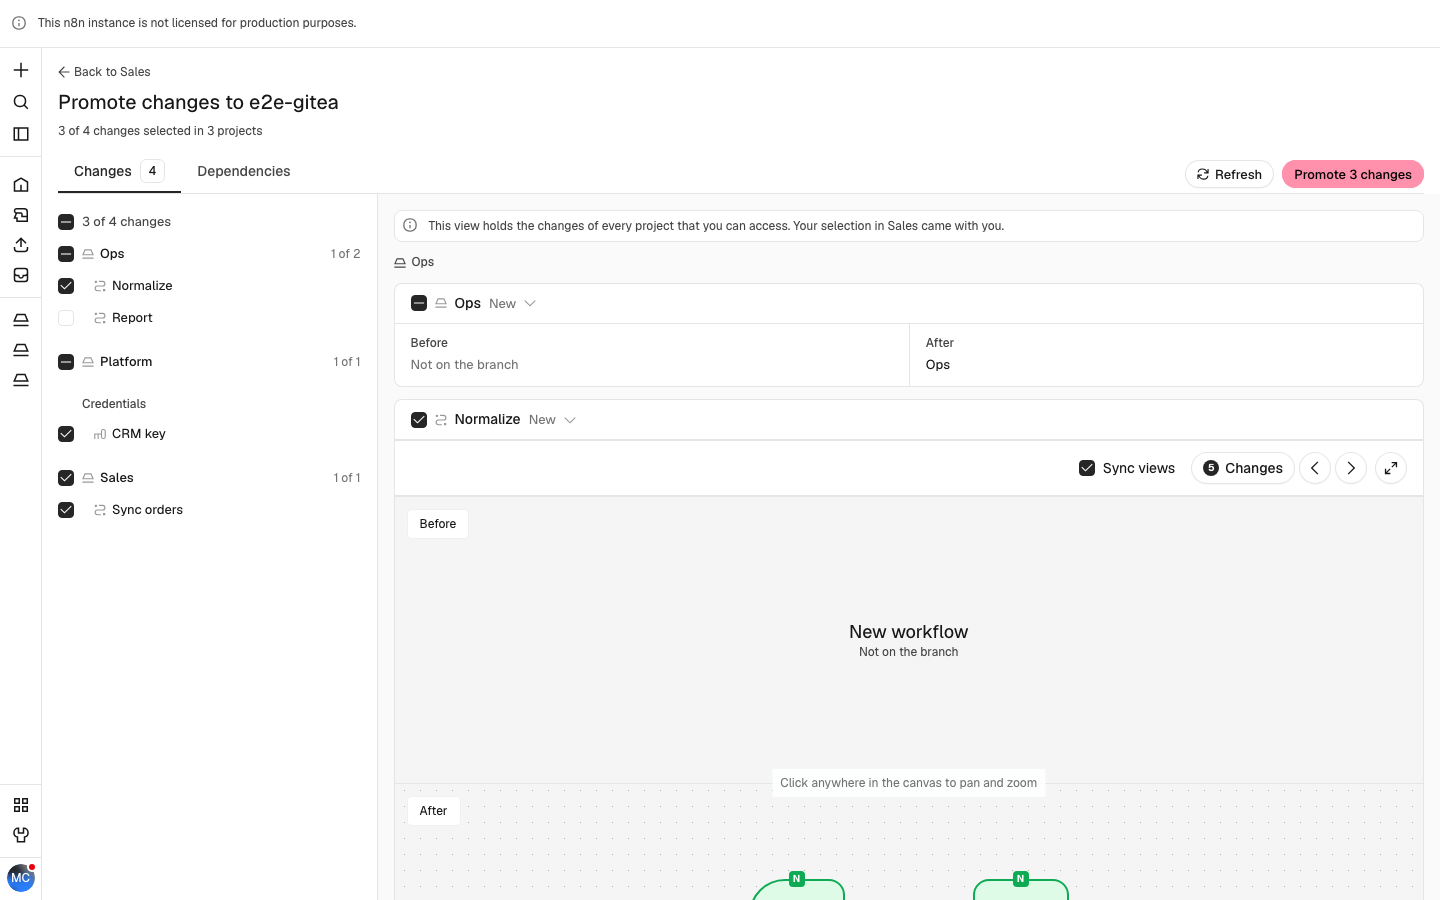 This n8n instance is not licensed for production purposes.
Back to Sales
Promote changes to e2e-gitea
3 of 4 changes selected in 3 projects
Changes 4
Dependencies
Refresh
Promote 3 changes
3 of 4 changes
Ops 1 of 2
Normalize
Report
Platform 1 of 1
Credentials
CRM key
Sales 1 of 1
Sync orders
This view holds the changes of every project that you can access. Your selection in Sales came with you.
Ops
Ops New
Before
Not on the branch
After
Ops
Normalize New
Sync views
5 Changes
Before
New workflow
Not on the branch
Click anywhere in the canvas to pan and zoom
After
N
N
MC